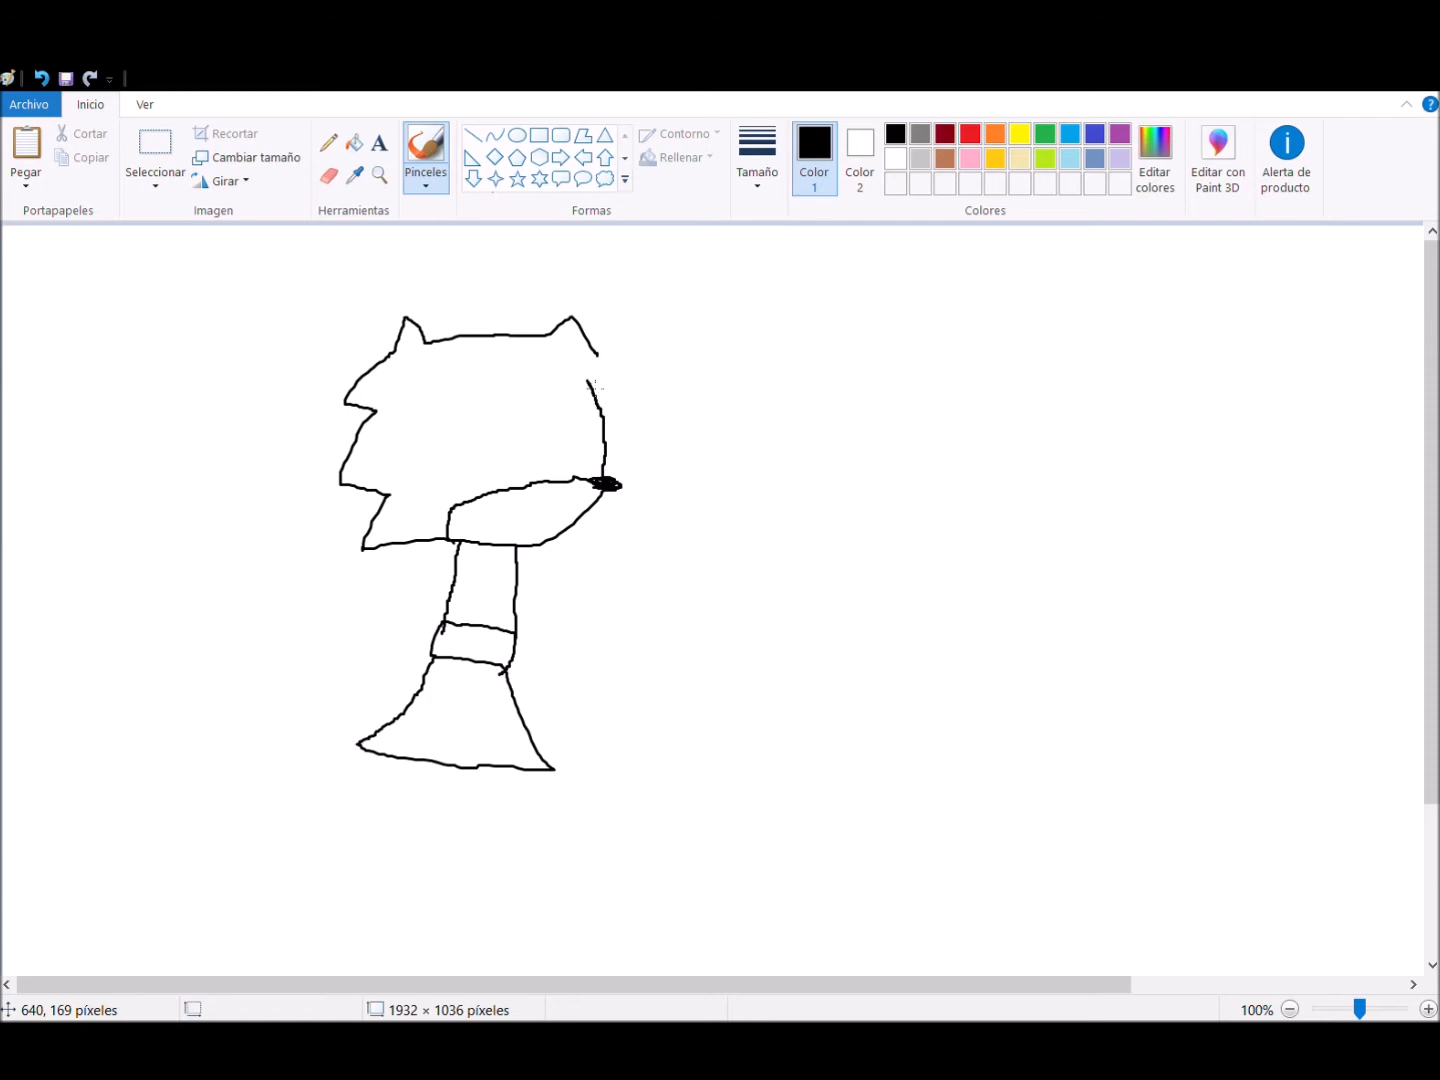 Archivo Inicio Ver
Pegar
Cortar
Copiar
Portapapeles
Seleccionar
Recortar
Cambiar tamaño
Girar
Imagen
A
Herramientas
Pinceles
Formas
Contorno
Rellenar
Tamaño
Color
1
Color
2
Colores
Editar
colores
Editar con
Paint 3D
Alerta de
producto
640, 169 píxeles
1932 × 1036 píxeles
100%